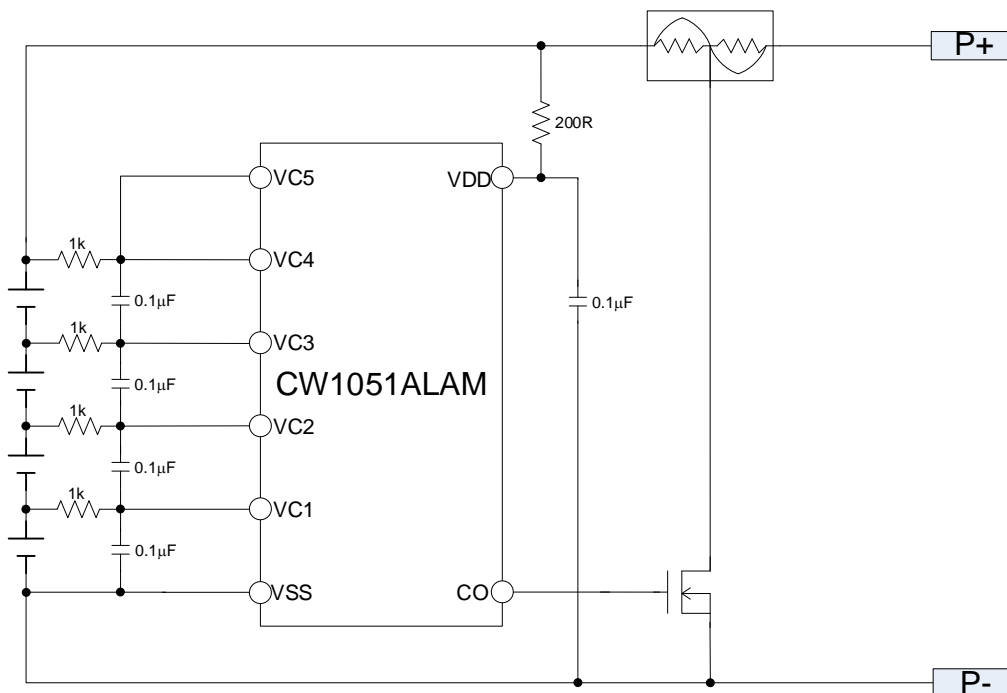 P+
200R
VC5
VDD
1k
VC4
0.1μF
0.1μF
1k
VC3
CW1051ALAM
0.1μF
1k
VC2
0.1μF
1k
VC1
0.1μF
VSS
CO
P-